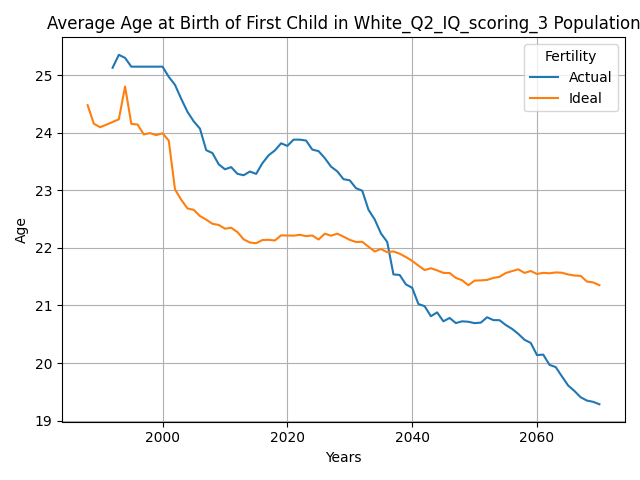 Average Age at Birth of First Child in White_Q2_IQ_scoring_3 Population
Fertility
Actual
Ideal
Age
25
24
23
22
21
20
19
2000
2020
2040
2060
Years